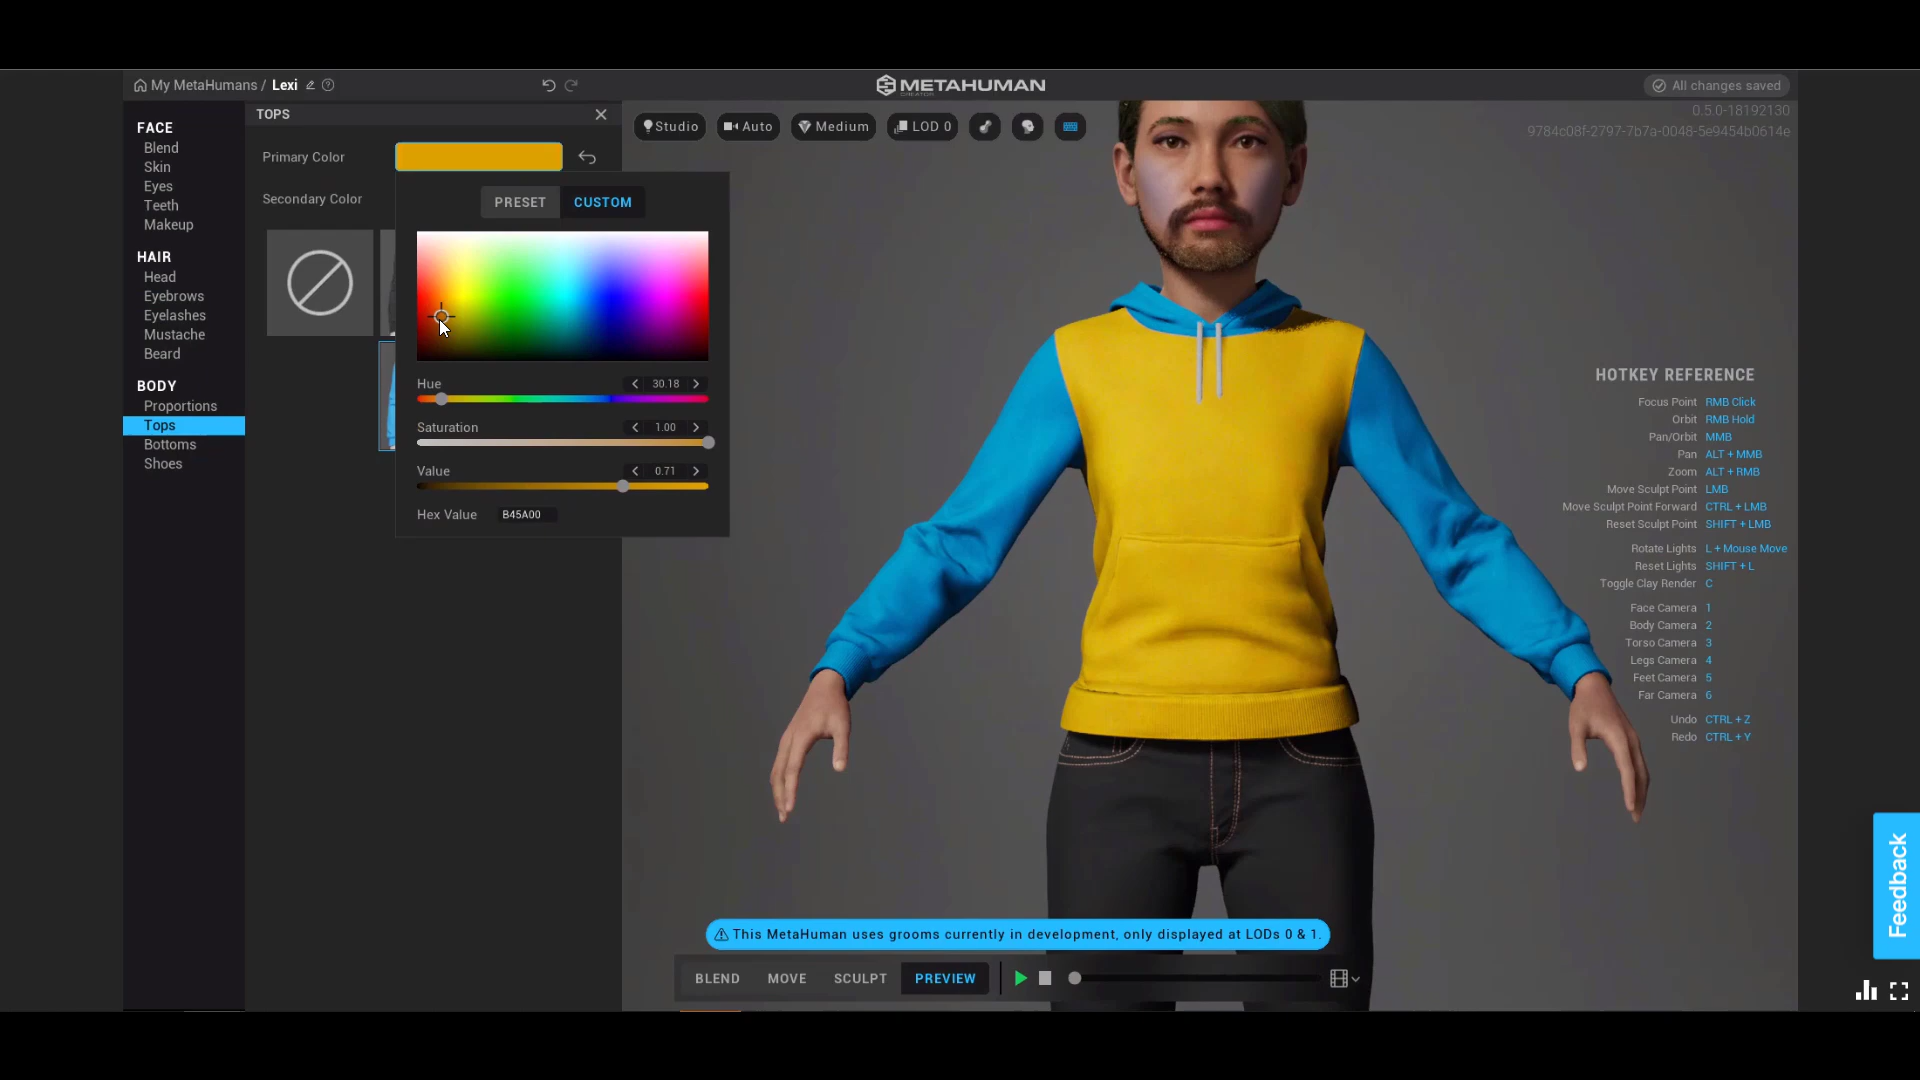 My MetaHumans / Lexi
METAHUMAN
CREATOR
All changes saved
0.5.0-18192130
9784c08f-2797-7b7a-0048-5e9454b0614e
FACE
Blend
Skin
Eyes
Teeth
Makeup
HAIR
Head
Eyebrows
Eyelashes
Mustache
Beard
BODY
Proportions
Tops
Bottoms
Shoes
TOPS
Primary Color
Secondary Color
PRESET CUSTOM
Hue 30.18
Saturation 1.00
Value 0.71
Hex Value B45A00
Studio Auto Medium LOD 0
HOTKEY REFERENCE
Focus Point RMB Click
Orbit RMB Hold
Pan/Orbit MMB
Pan ALT + MMB
Zoom ALT + RMB
Move Sculpt Point LMB
Move Sculpt Point Forward CTRL + LMB
Reset Sculpt Point SHIFT + LMB
Rotate Lights L + Mouse Move
Reset Lights SHIFT + L
Toggle Clay Render C
Face Camera 1
Body Camera 2
Torso Camera 3
Legs Camera 4
Feet Camera 5
Far Camera 6
Undo CTRL + Z
Redo CTRL + Y
Feedback
This MetaHuman uses grooms currently in development, only displayed at LODs 0 & 1.
BLEND MOVE SCULPT PREVIEW